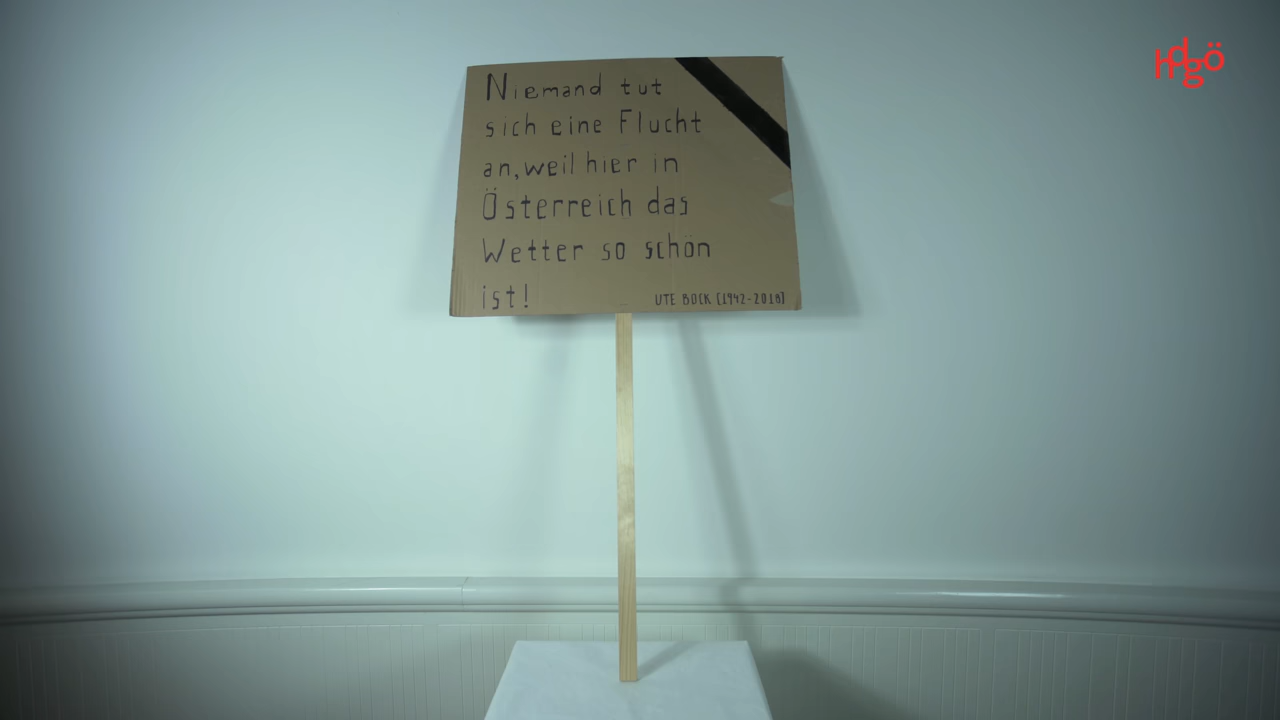 Niemand tut
sich eine Flucht
an, weil hier in
Österreich das
Wetter so schön
ist!
UTE BOCK (1942-2018)
hdgö